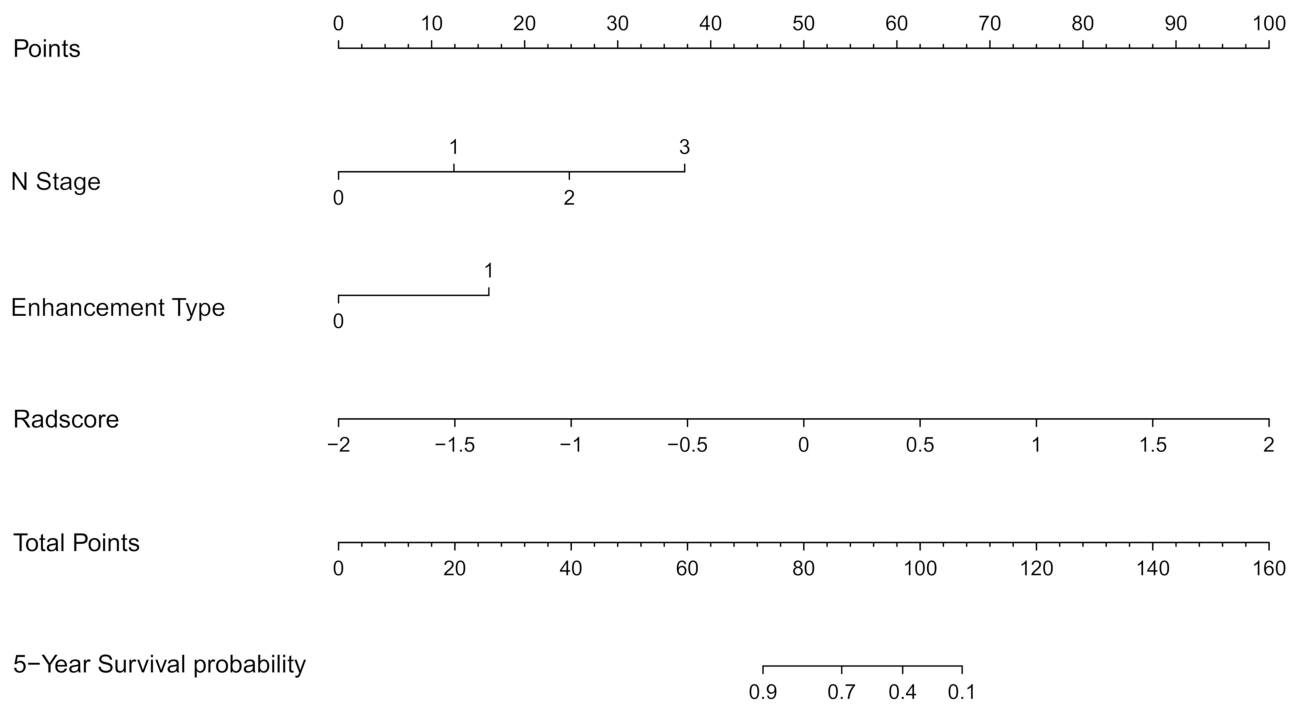 0 10 20 30 40 50 60 70 80 90 100
Points
1 3
N Stage
0 2
1
Enhancement Type
0
Radscore
−2 −1.5 −1 −0.5 0 0.5 1 1.5 2
Total Points
0 20 40 60 80 100 120 140 160
5−Year Survival probability
0.9 0.7 0.4 0.1